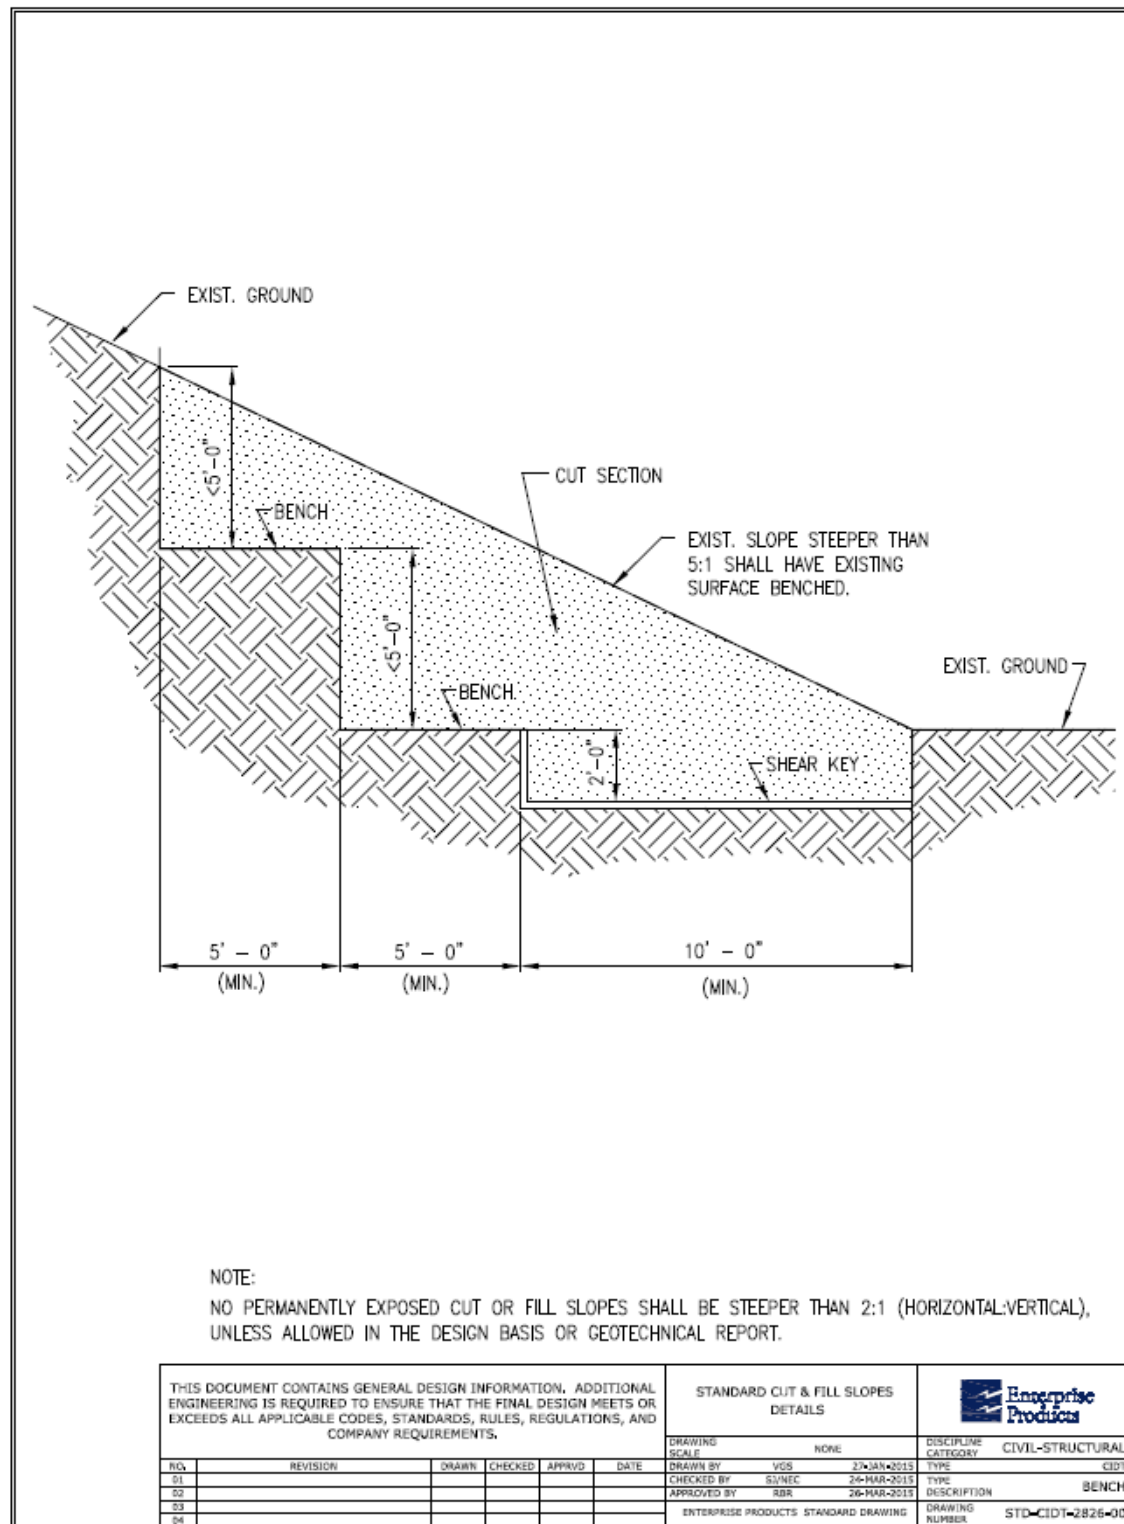 EXIST. GROUND
<5'-0"
BENCH
CUT SECTION
EXIST. SLOPE STEEPER THAN
5:1 SHALL HAVE EXISTING
SURFACE BENCHED.
<5'-0"
BENCH
EXIST. GROUND
2'-0"
SHEAR KEY
5' - 0"
(MIN.)
5' - 0"
(MIN.)
10' - 0"
(MIN.)
NOTE:
NO PERMANENTLY EXPOSED CUT OR FILL SLOPES SHALL BE STEEPER THAN 2:1 (HORIZONTAL:VERTICAL),
UNLESS ALLOWED IN THE DESIGN BASIS OR GEOTECHNICAL REPORT.
THIS DOCUMENT CONTAINS GENERAL DESIGN INFORMATION. ADDITIONAL
ENGINEERING IS REQUIRED TO ENSURE THAT THE FINAL DESIGN MEETS OR
EXCEEDS ALL APPLICABLE CODES, STANDARDS, RULES, REGULATIONS, AND
COMPANY REQUIREMENTS.
STANDARD CUT & FILL SLOPES
DETAILS
Enterprise
Products
DRAWING
SCALE NONE
DISCIPLINE
CATEGORY CIVIL-STRUCTURAL
NO. REVISION DRAWN CHECKED APPRVD DATE
DRAWN BY VGS 27-JAN-2015
TYPE CIDT
01
CHECKED BY SJ/NEC 24-MAR-2015
TYPE
DESCRIPTION BENCH
02
APPROVED BY RBR 26-MAR-2015
03
ENTERPRISE PRODUCTS STANDARD DRAWING
DRAWING
NUMBER STD-CIDT-2826-00
04